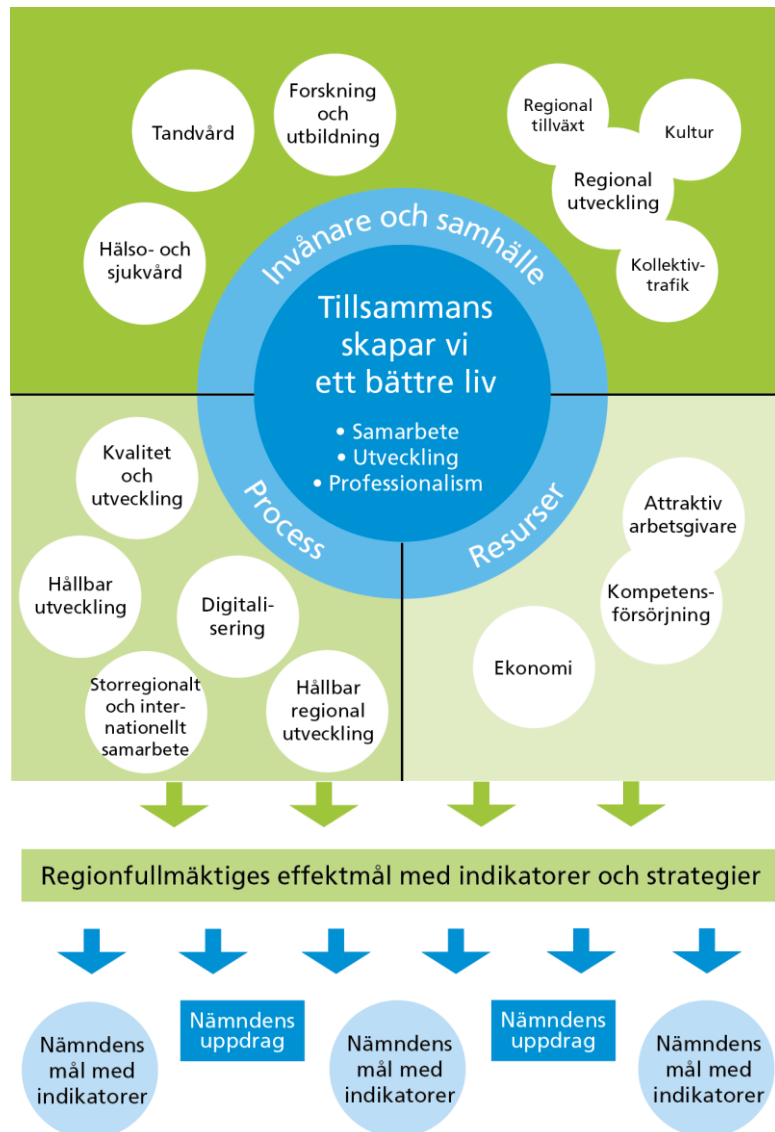 Forskning
och
utbildning
Tandvård
Hälso- och
sjukvård
Regional
tillväxt
Kultur
Regional
utveckling
Kollektiv-
trafik
Invånare och samhälle
Tillsammans
skapar vi
ett bättre liv
• Samarbete
• Utveckling
• Professionalism
Process
Resurser
Kvalitet
och
utveckling
Hållbar
utveckling
Digitali-
sering
Storregionalt
och inter-
nationellt
samarbete
Hållbar
regional
utveckling
Attraktiv
arbetsgivare
Kompetens-
försörjning
Ekonomi
Regionfullmäktiges effektmål med indikatorer och strategier
Nämndens
mål med
indikatorer
Nämndens
uppdrag
Nämndens
mål med
indikatorer
Nämndens
uppdrag
Nämndens
mål med
indikatorer